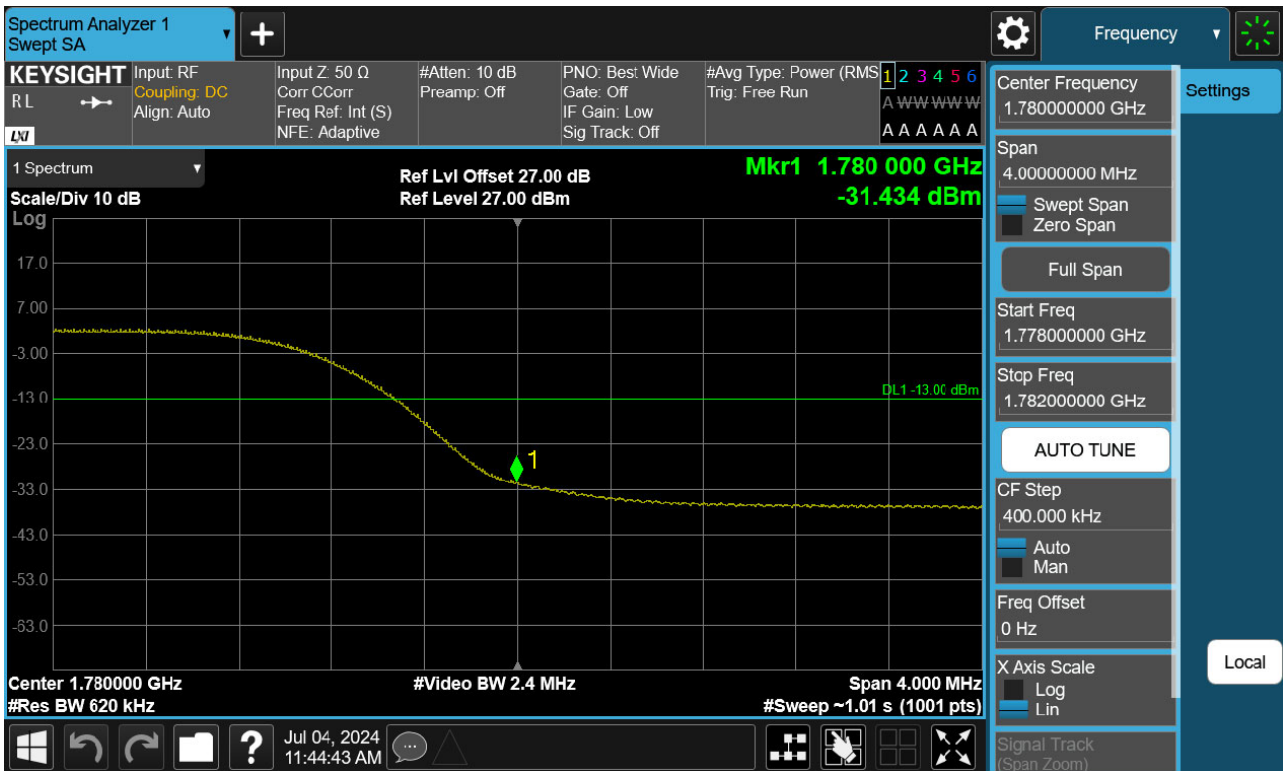 Spectrum Analyzer 1
Swept SA
Frequency
KEYSIGHT
R L
LXI
Input: RF
Coupling: DC
Align: Auto
Input Z: 50 Ω
Corr CCorr
Freq Ref: Int (S)
NFE: Adaptive
#Atten: 10 dB
Preamp: Off
PNO: Best Wide
Gate: Off
IF Gain: Low
Sig Track: Off
#Avg Type: Power (RMS
Trig: Free Run
1 2 3 4 5 6
A W W W W W
A A A A A A
1 Spectrum
Scale/Div 10 dB
Log
Ref Lvl Offset 27.00 dB
Ref Level 27.00 dBm
Mkr1 1.780 000 GHz
-31.434 dBm
17.0
7.00
-3.00
-13.0
-23.0
-33.0
-43.0
-53.0
-63.0
DL1 -13.00 dBm
1
Center 1.780000 GHz
#Res BW 620 kHz
#Video BW 2.4 MHz
Span 4.000 MHz
#Sweep ~1.01 s (1001 pts)
Center Frequency
1.780000000 GHz
Span
4.00000000 MHz
Swept Span
Zero Span
Full Span
Start Freq
1.778000000 GHz
Stop Freq
1.782000000 GHz
AUTO TUNE
CF Step
400.000 kHz
Auto
Man
Freq Offset
0 Hz
X Axis Scale
Log
Lin
Signal Track
(Span Zoom)
Settings
Local
?
Jul 04, 2024
11:44:43 AM